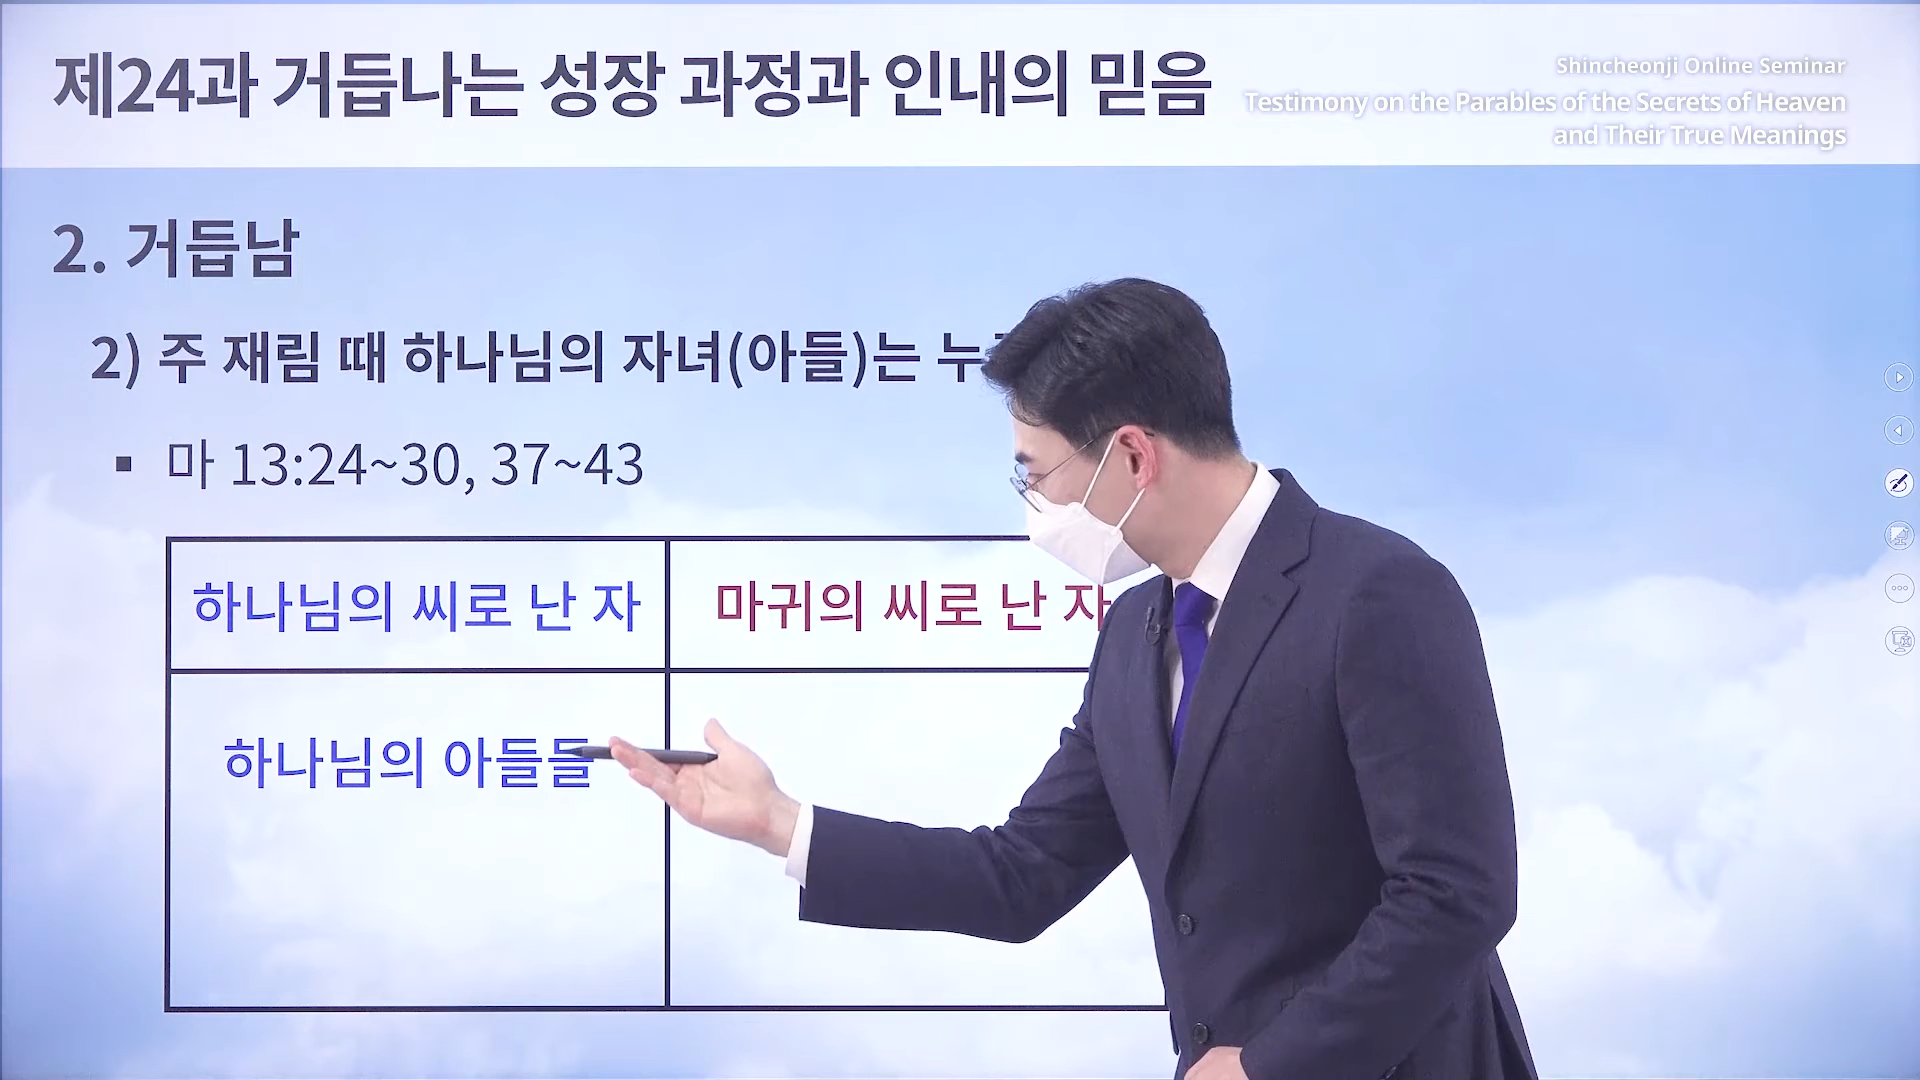 제24과 거듭나는 성장 과정과 인내의 믿음
Shincheonji Online Seminar
Testimony on the Parables of the Secrets of Heaven
and Their True Meanings
2. 거듭남
2) 주 재림 때 하나님의 자녀(아들)는
▪ 마 13:24~30, 37~43
하나님의 씨로 난 자
마귀의 씨로 난 자
하나님의 아들들